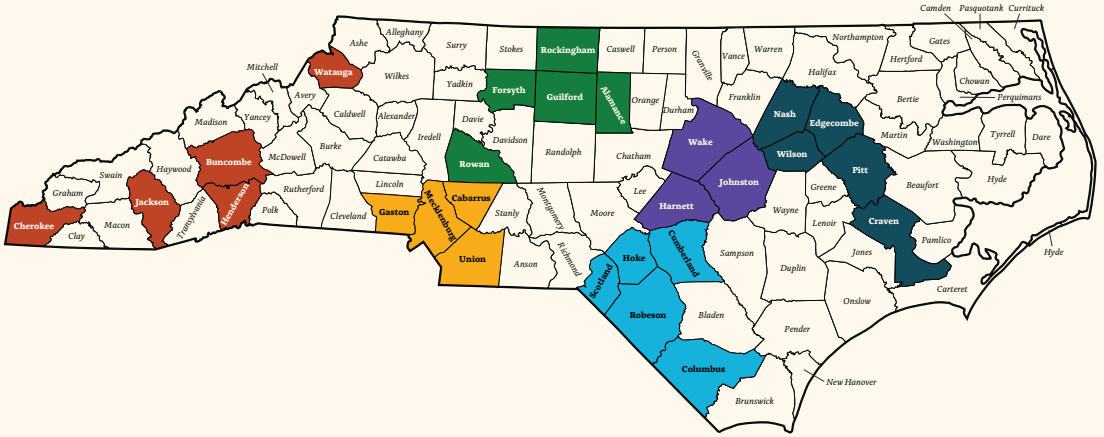 Camden
Pasquotank
Currituck
Alleghany
Ashe
Surry
Stokes
Rockingham
Caswell
Person
Granville
Vance
Warren
Northampton
Gates
Hertford
Mitchell
Watauga
Wilkes
Yadkin
Forsyth
Guilford
Alamance
Orange
Durham
Franklin
Halifax
Nash
Edgecombe
Bertie
Chowan
Perquimans
Avery
Caldwell
Alexander
Iredell
Davie
Davidson
Randolph
Chatham
Wake
Wilson
Martin
Washington
Tyrrell
Dare
Madison
Yancey
McDowell
Burke
Catawba
Rowan
Swain
Haywood
Buncombe
Graham
Cherokee
Clay
Macon
Jackson
Transylvania
Henderson
Polk
Rutherford
Cleveland
Lincoln
Gaston
Mecklenburg
Cabarrus
Union
Stanly
Montgomery
Anson
Richmond
Moore
Lee
Harnett
Johnston
Wayne
Greene
Pitt
Beaufort
Hyde
Lenoir
Craven
Pamlico
Hyde
Scotland
Hoke
Cumberland
Sampson
Duplin
Jones
Carteret
Onslow
Robeson
Bladen
Pender
Columbus
New Hanover
Brunswick